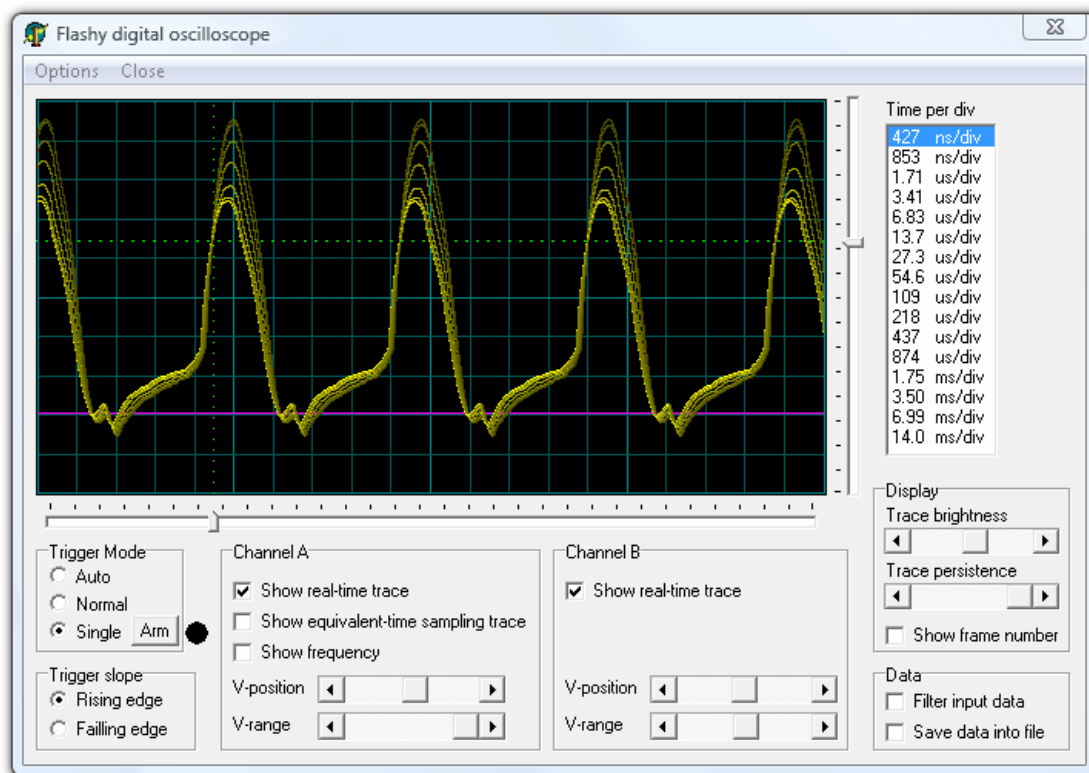 Flashy digital oscilloscope
Options Close
Time per div
427 ns/div
853 ns/div
1.71 us/div
3.41 us/div
6.83 us/div
13.7 us/div
27.3 us/div
54.6 us/div
109 us/div
218 us/div
437 us/div
874 us/div
1.75 ms/div
3.50 ms/div
6.99 ms/div
14.0 ms/div
Display
Trace brightness
Trace persistence
Show frame number
Trigger Mode
Auto
Normal
Single Arm
Trigger slope
Rising edge
Failling edge
Channel A
Show real-time trace
Show equivalent-time sampling trace
Show frequency
V-position
V-range
Channel B
Show real-time trace
V-position
V-range
Data
Filter input data
Save data into file